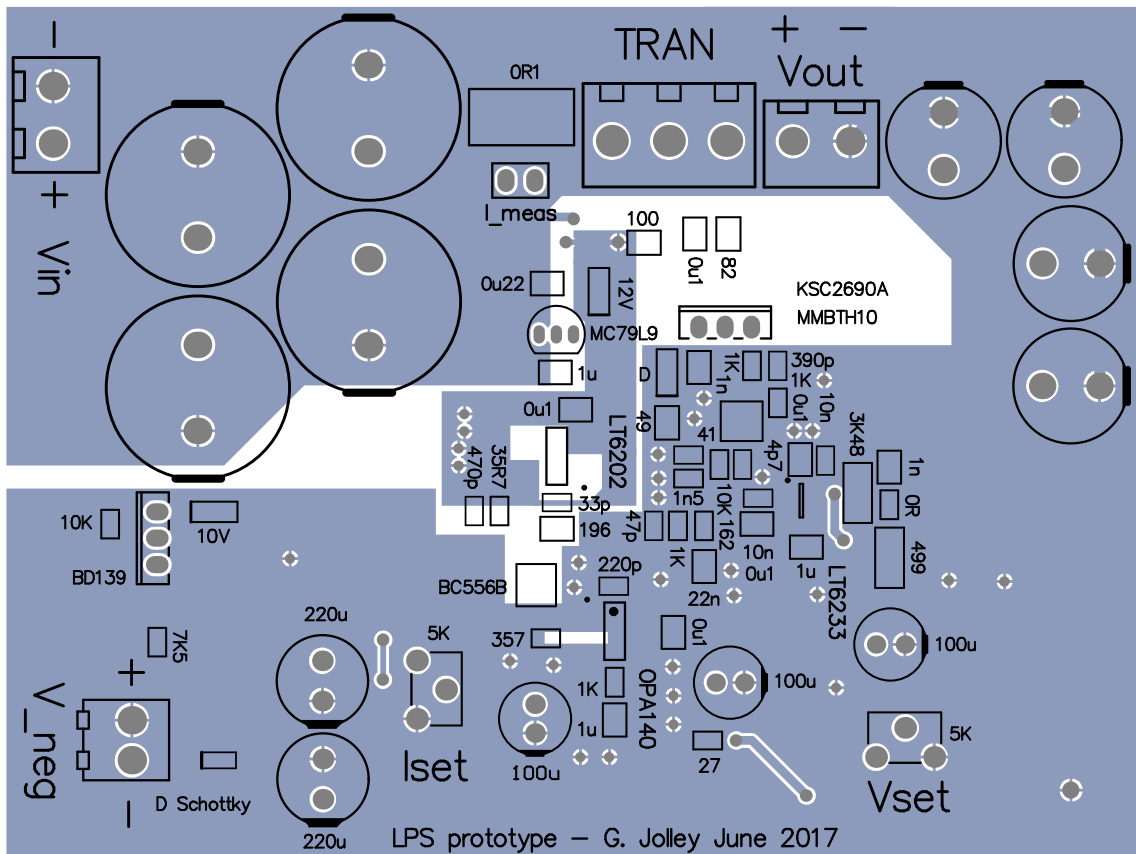 −
TRAN
+ −
Vout
0R1
+
Vin
I_meas
100
0u1
82
0u22
12V
KSC2690A
MMBTH10
MC79L9
1u
D
1n
1K
390p
1K
0u1
10n
0u1
LT6202
49
41
4p7
3K48
1n
470p
35R7
33p
1n5
10K
0R
10K
10V
196
47p
1K
162
10n
0u1
1u
499
BD139
BC556B
220p
22n
LT6233
220u
7K5
5K
357
0u1
100u
+
V_neg
−
1K
1u
OPA140
100u
5K
Iset
100u
27
Vset
D Schottky
220u
LPS prototype − G. Jolley June 2017